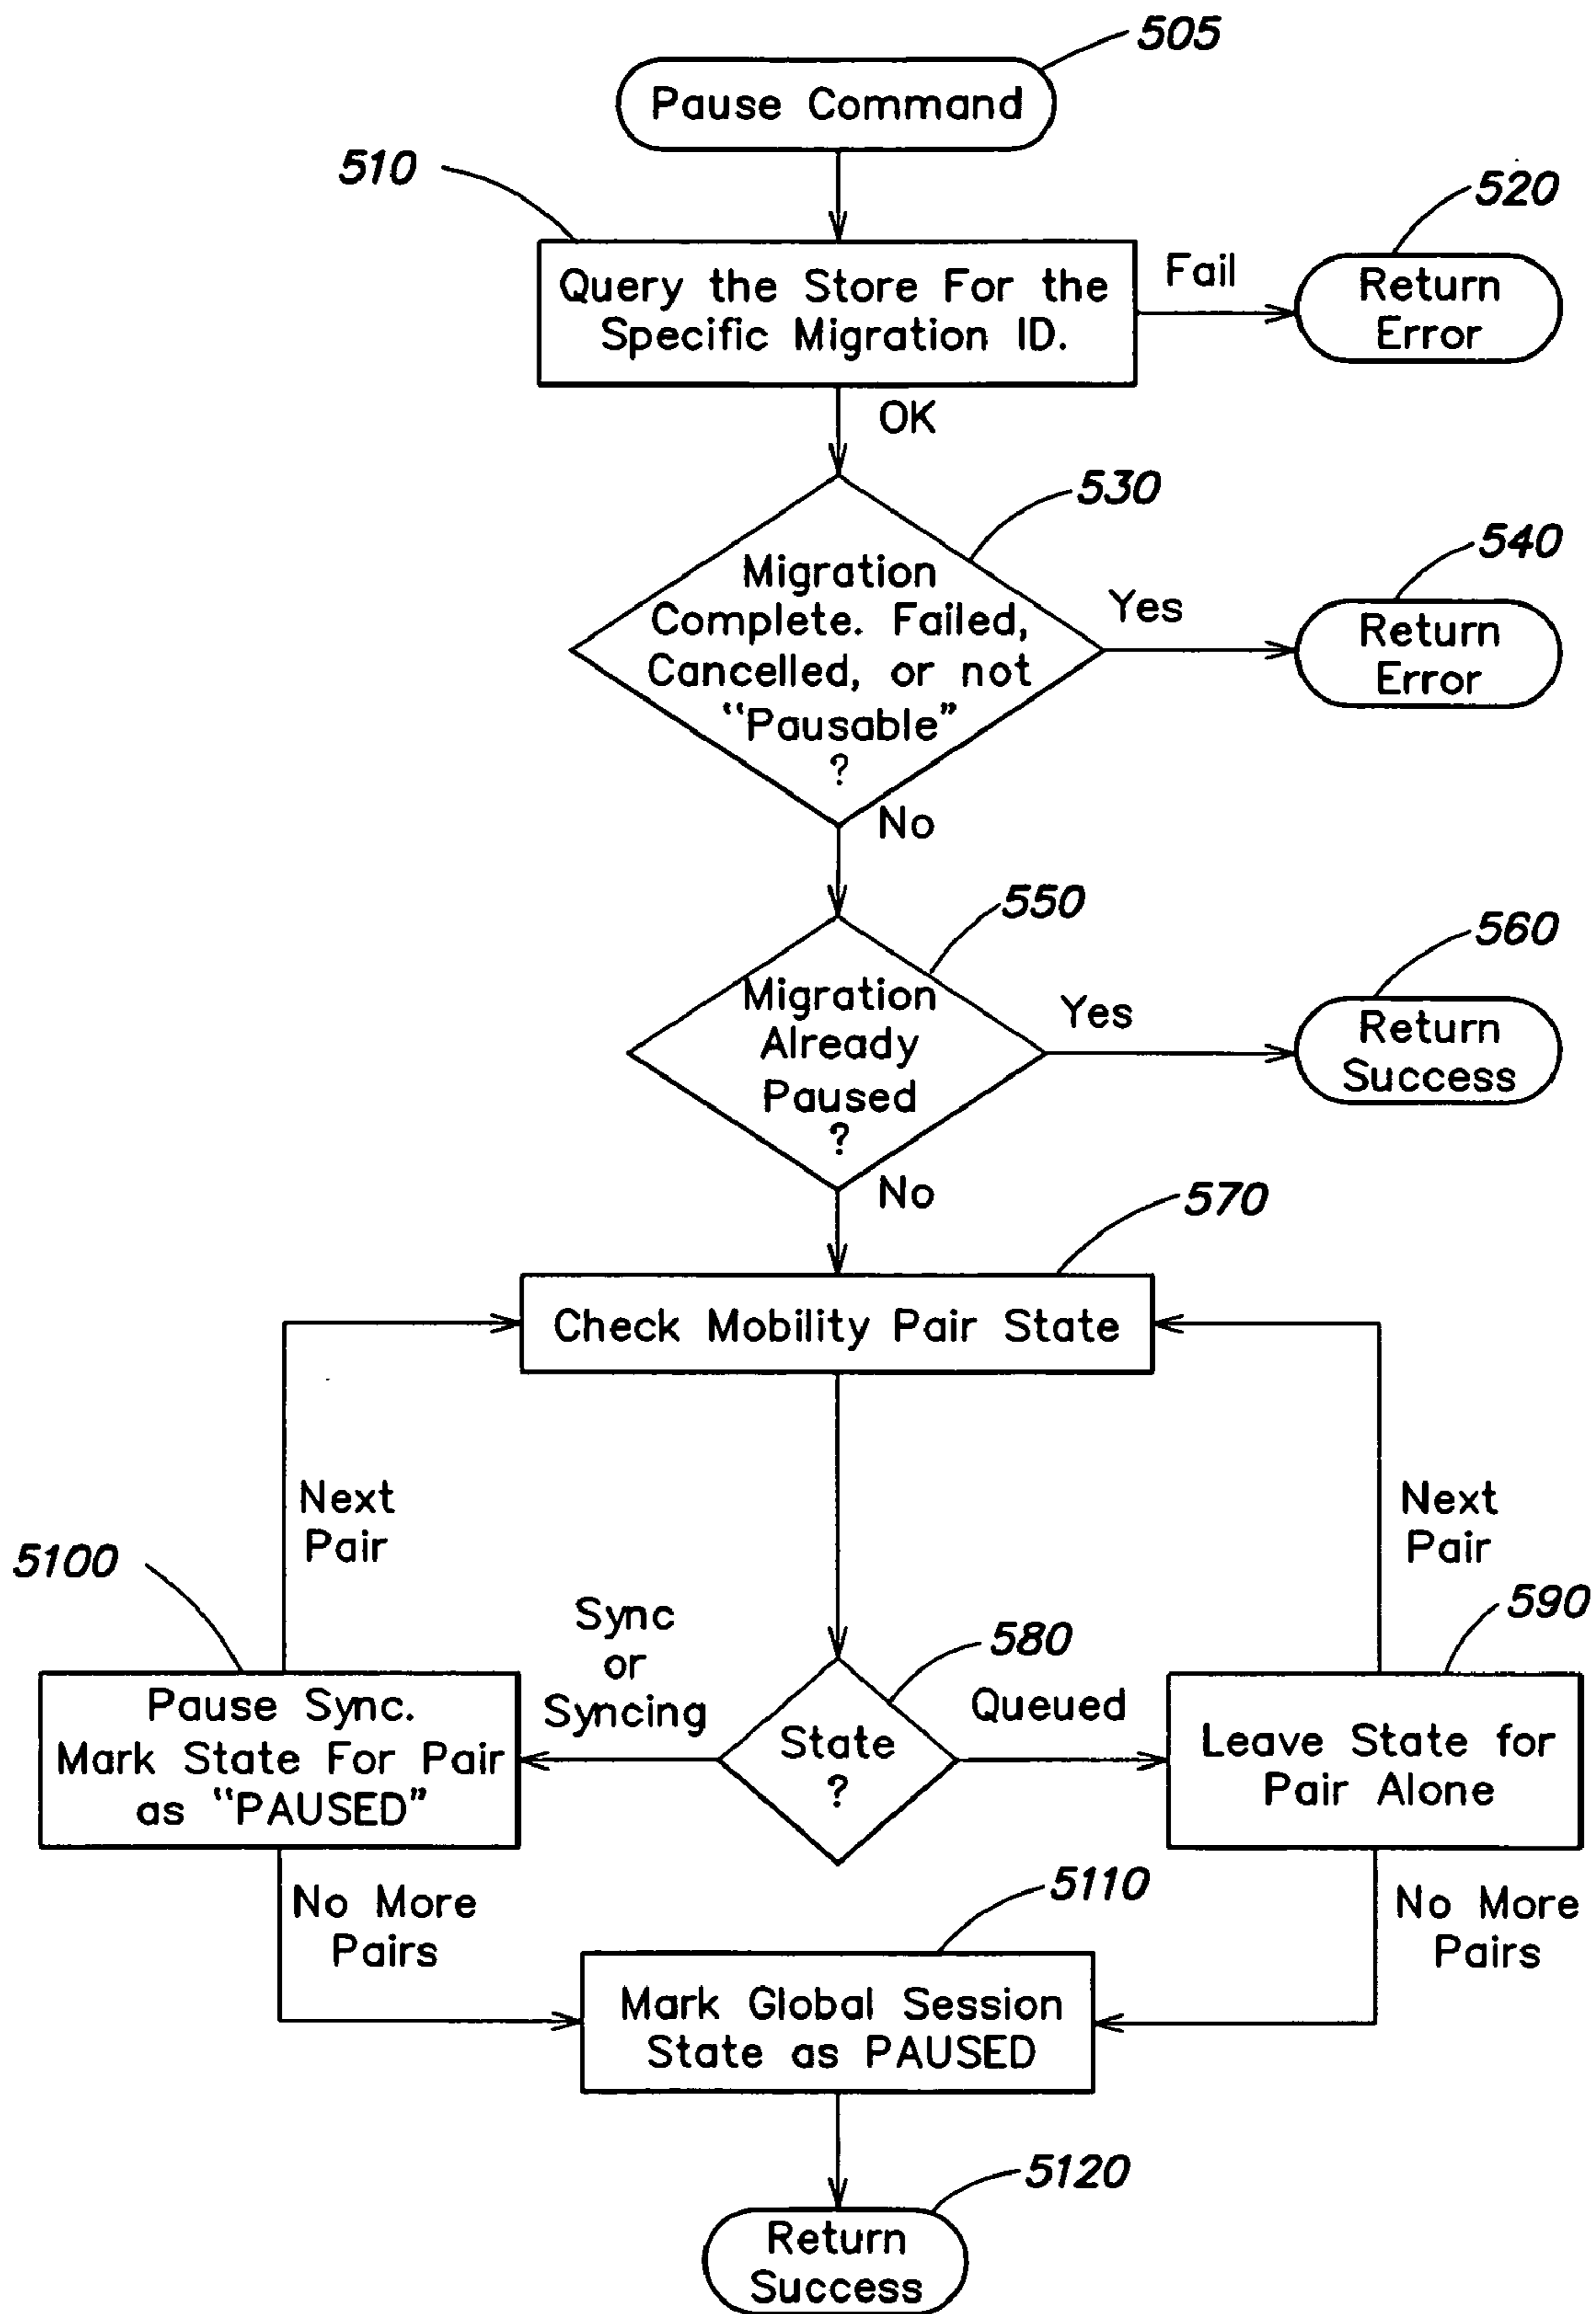 505
Pause Command
510
520
Query the Store For the
Specific Migration ID.
Fail
Return
Error
OK
530
540
Migration
Complete. Failed,
Cancelled, or not
"Pausable"
?
Yes
Return
Error
No
550
560
Migration
Already
Paused
?
Yes
Return
Success
No
570
Check Mobility Pair State
Next
Pair
Next
Pair
5100
590
Sync
or
Syncing
580
Queued
Pause Sync.
Mark State For Pair
as "PAUSED"
State
?
Leave State for
Pair Alone
No More
Pairs
5110
No More
Pairs
Mark Global Session
State as PAUSED
5120
Return
Success